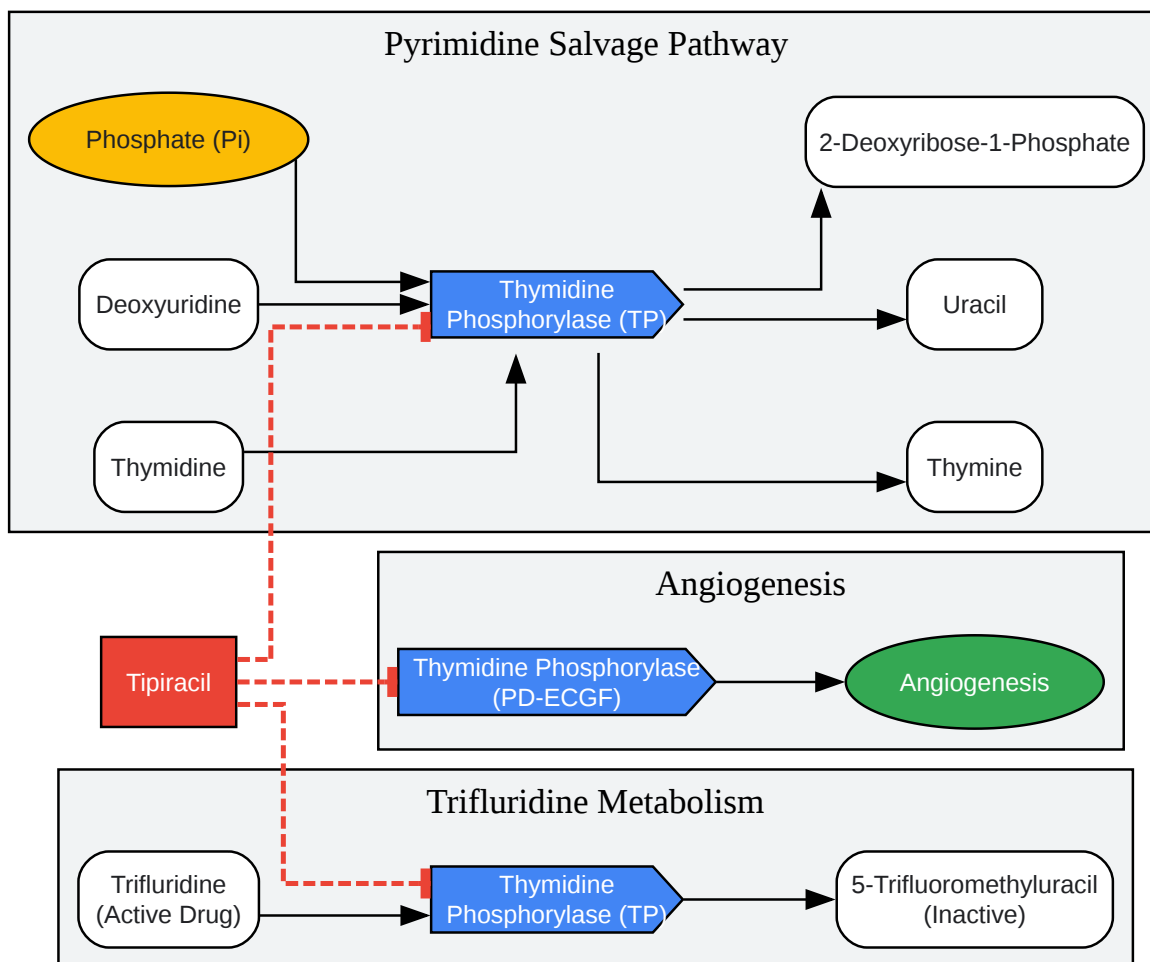 Pyrimidine Salvage Pathway
Phosphate (Pi)
2-Deoxyribose-1-Phosphate
Deoxyuridine
Thymidine
Phosphorylase (TP)
Uracil
Thymidine
Thymine
Angiogenesis
Tipiracil
Thymidine Phosphorylase
(PD-ECGF)
Angiogenesis
Trifluridine Metabolism
Trifluridine
(Active Drug)
Thymidine
Phosphorylase (TP)
5-Trifluoromethyluracil
(Inactive)